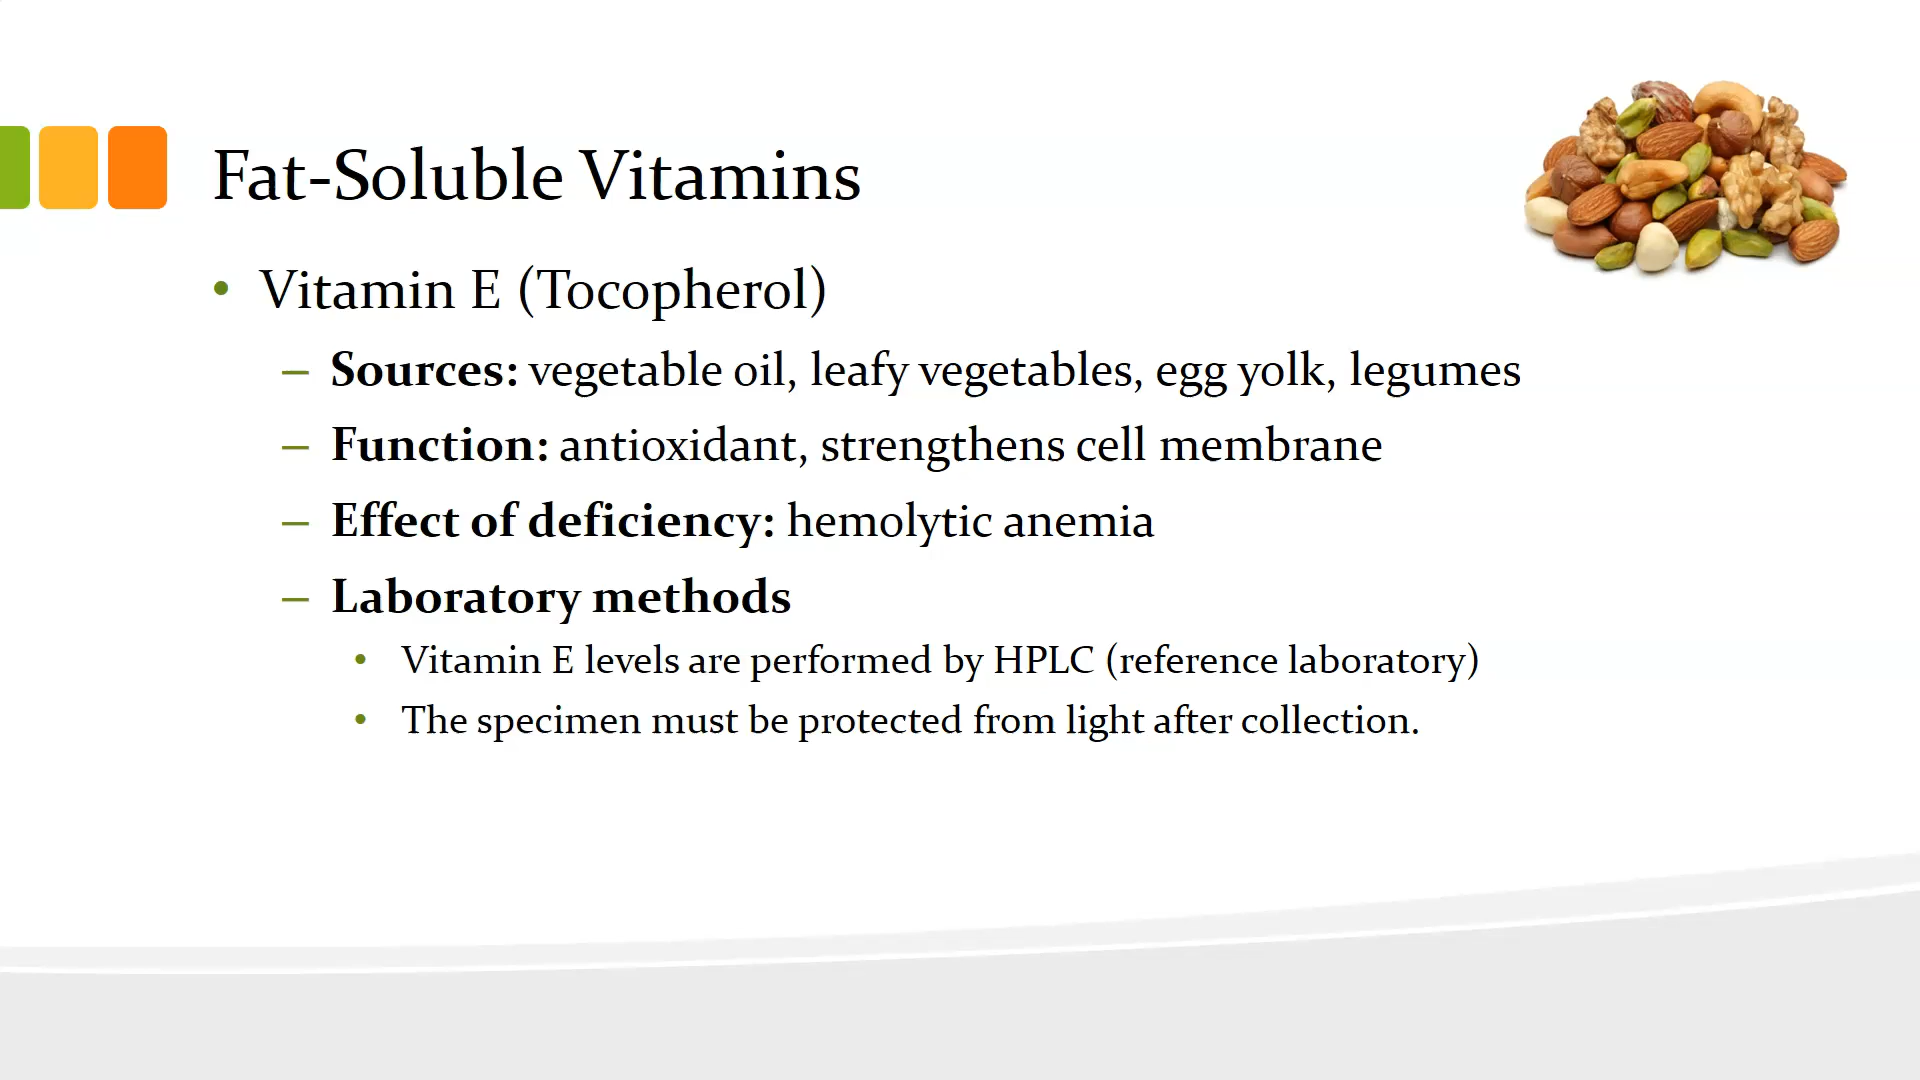 Fat-Soluble Vitamins
• Vitamin E (Tocopherol)
– Sources: vegetable oil, leafy vegetables, egg yolk, legumes
– Function: antioxidant, strengthens cell membrane
– Effect of deficiency: hemolytic anemia
– Laboratory methods
• Vitamin E levels are performed by HPLC (reference laboratory)
• The specimen must be protected from light after collection.